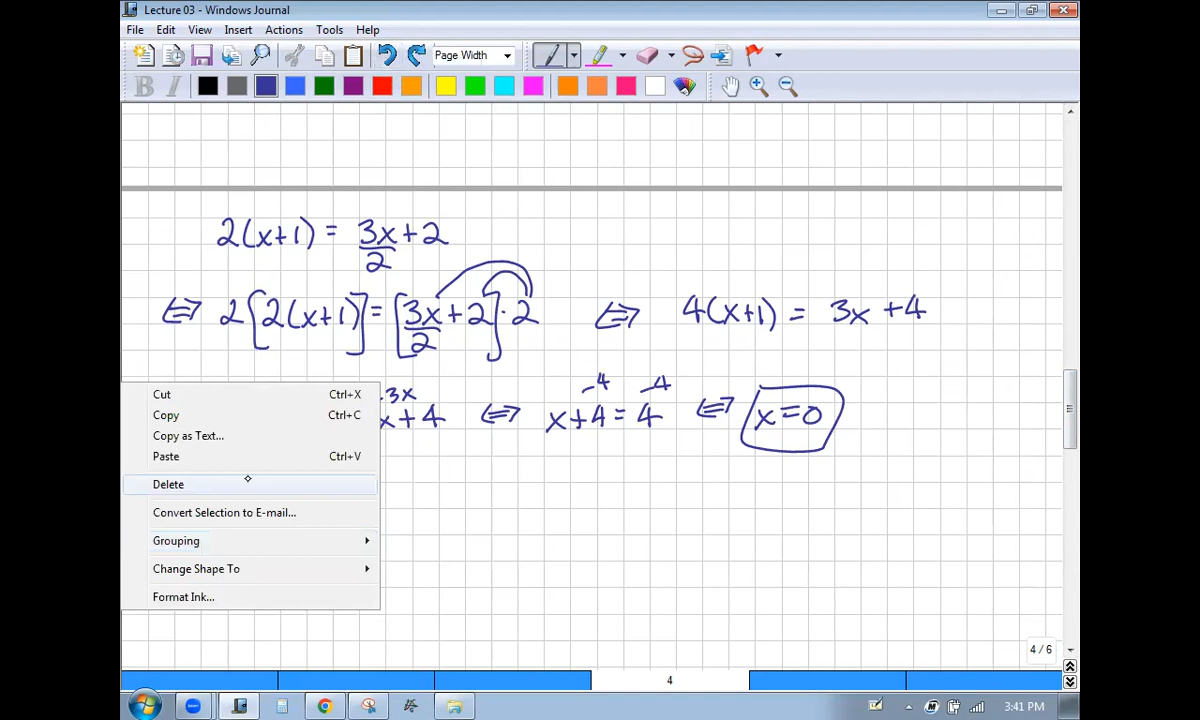 Lecture 03 - Windows Journal
File Edit View Insert Actions Tools Help
Page Width
B I
2(x+1) = 3x/2 + 2
⇔ 2[2(x+1)] = [3x/2 + 2] · 2 ⇔ 4(x+1) = 3x + 4
-3x -4 -4
x + 4 ⇔ x + 4 = 4 ⇔ x = 0
Cut Ctrl+X
Copy Ctrl+C
Copy as Text...
Paste Ctrl+V
Delete
Convert Selection to E-mail...
Grouping
Change Shape To
Format Ink...
4 / 6
4
3:41 PM